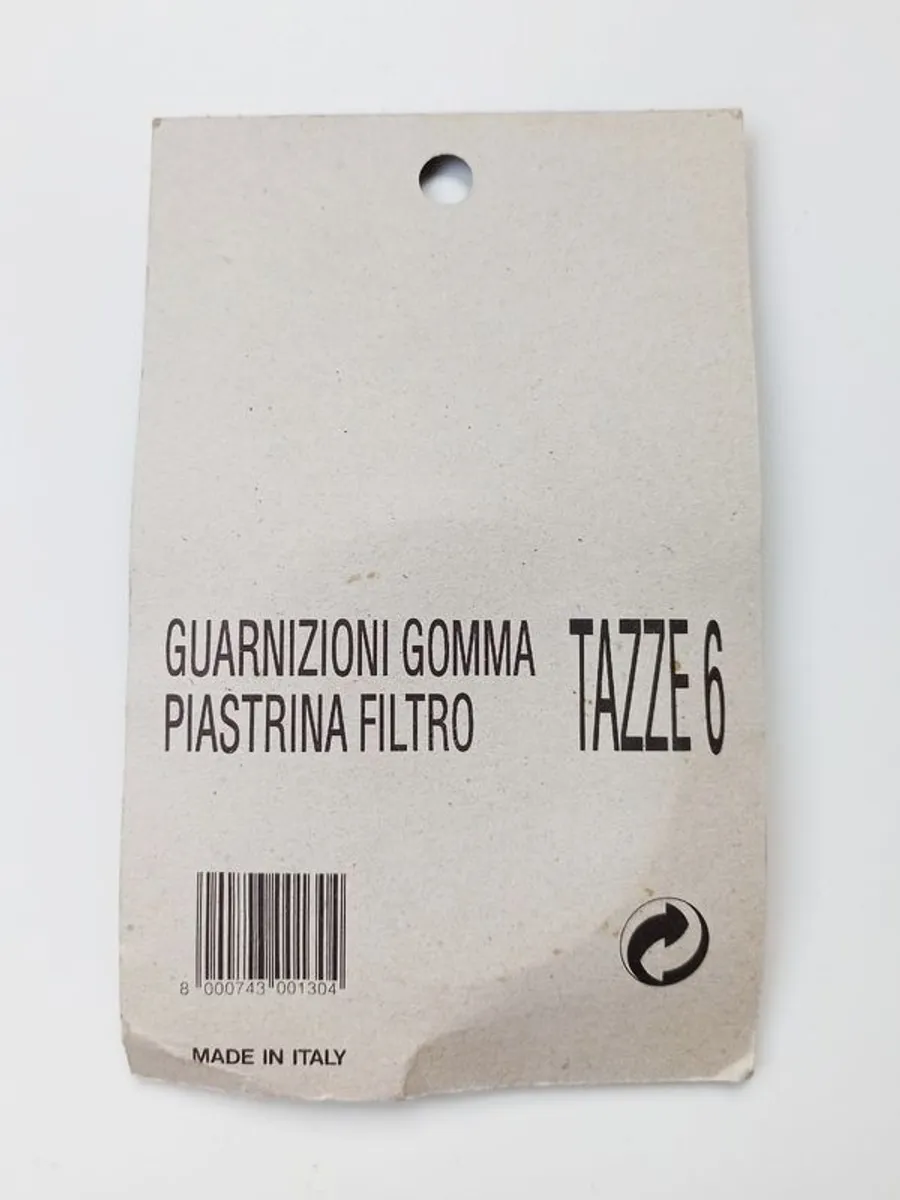 GUARNIZIONI GOMMA TAZZE 6
PIASTRINA FILTRO
8 000743 001304
MADE IN ITALY